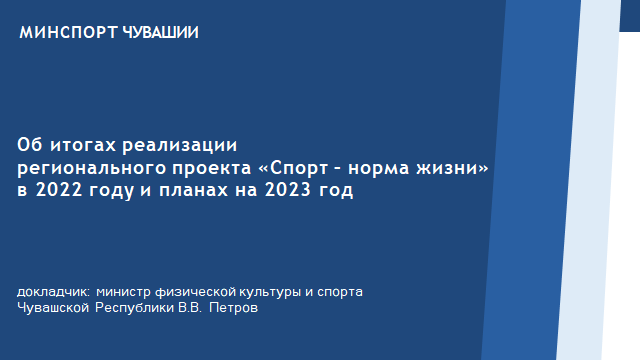 МИНСПОРТ ЧУВАШИИ
Об итогах реализации
регионального проекта «Спорт – норма жизни»
в 2022 году и планах на 2023 год
докладчик: министр физической культуры и спорта
Чувашской Республики В.В. Петров